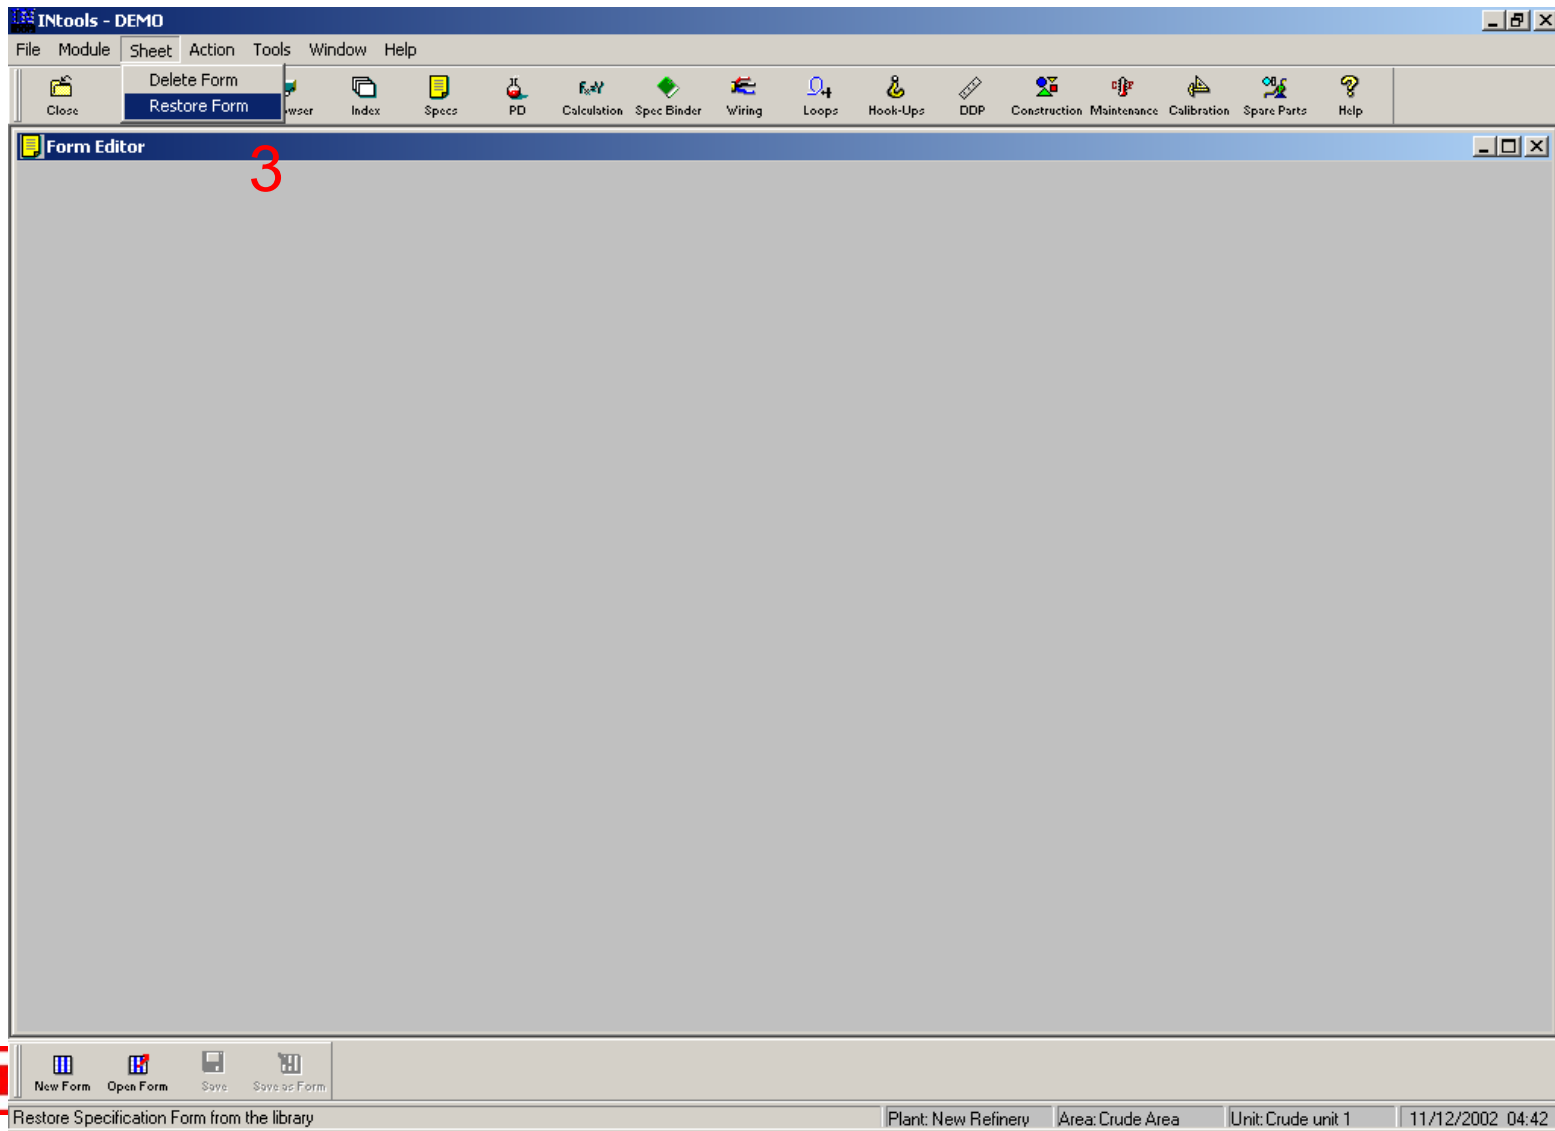 INtools - DEMO
File Module Sheet Action Tools Window Help
Delete Form
Restore Form
Close Index Specs PD Calculation Spec Binder Wiring Loops Hook-Ups DDP Construction Maintenance Calibration Spare Parts Help
Form Editor
3
New Form Open Form Save Save as Form
Restore Specification Form from the library Plant: New Refinery Area: Crude Area Unit: Crude unit 1 11/12/2002 04:42